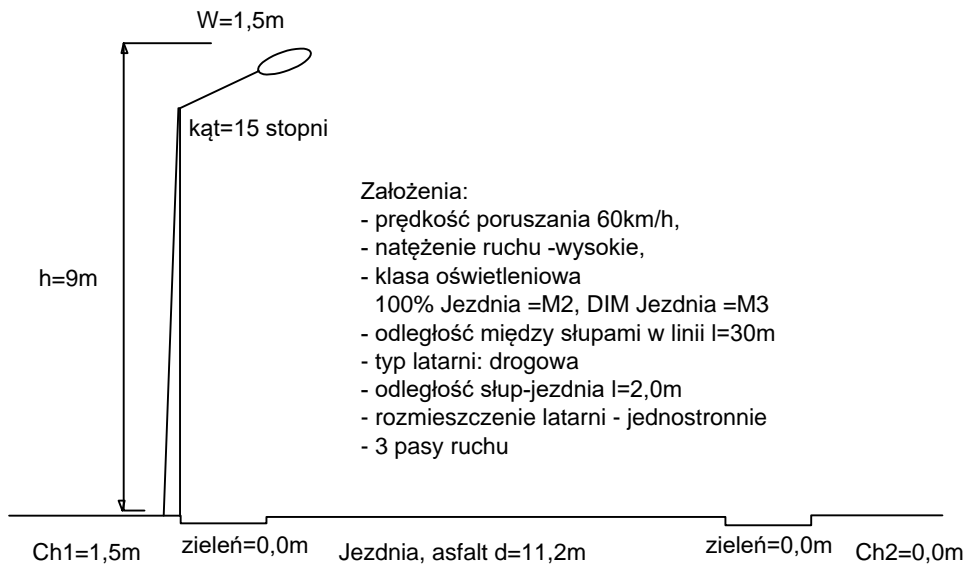 W=1,5m
kąt=15 stopni
h=9m
Założenia:
- prędkość poruszania 60km/h,
- natężenie ruchu -wysokie,
- klasa oświetleniowa
100% Jezdnia =M2, DIM Jezdnia =M3
- odległość między słupami w linii l=30m
- typ latarni: drogowa
- odległość słup-jezdnia l=2,0m
- rozmieszczenie latarni - jednostronnie
- 3 pasy ruchu
Ch1=1,5m
zieleń=0,0m
Jezdnia, asfalt d=11,2m
zieleń=0,0m
Ch2=0,0m